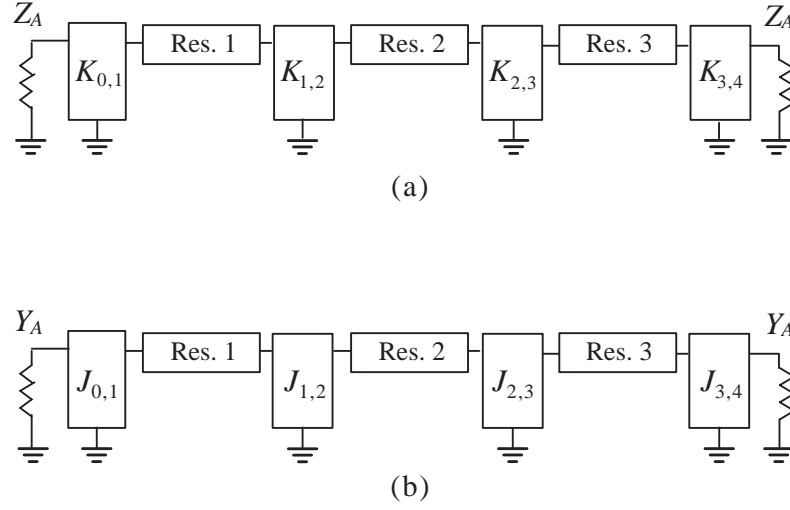 Z_A Z_A
K_{0,1} Res. 1 K_{1,2} Res. 2 K_{2,3} Res. 3 K_{3,4}
(a)
Y_A Y_A
J_{0,1} Res. 1 J_{1,2} Res. 2 J_{2,3} Res. 3 J_{3,4}
(b)